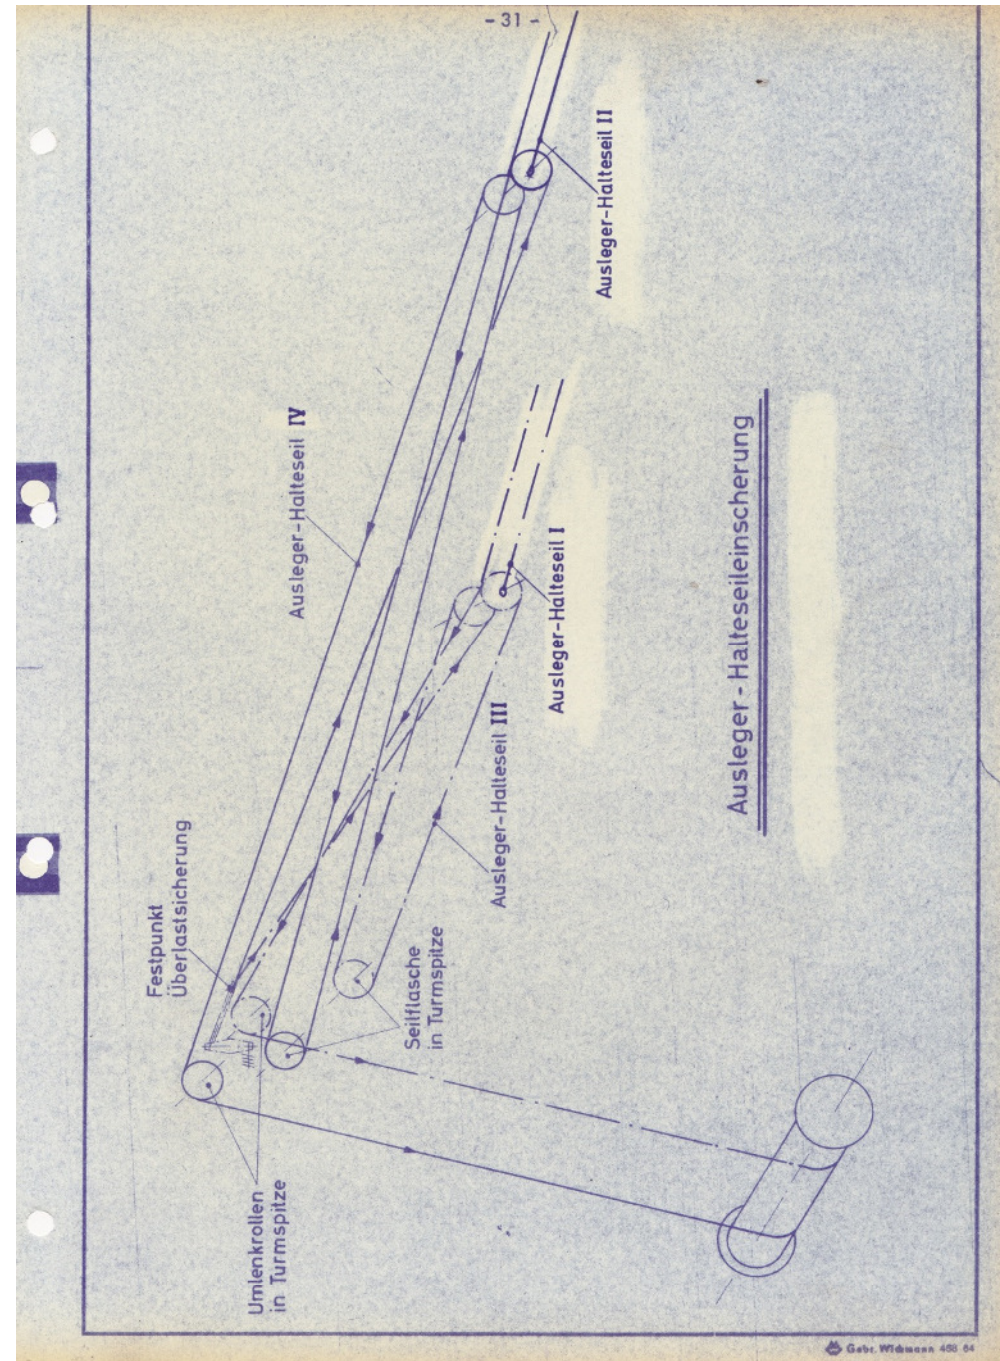 - 31 -
Ausleger-Halteseil II
Ausleger-Halteseil IV
Ausleger-Halteseil I
Ausleger-Halteseil III
Ausleger-Halteseileinscherung
Festpunkt
Überlastsicherung
Seilflasche
in Turmspitze
Umlenkrollen
in Turmspitze
Gebr. Widmann 468 64